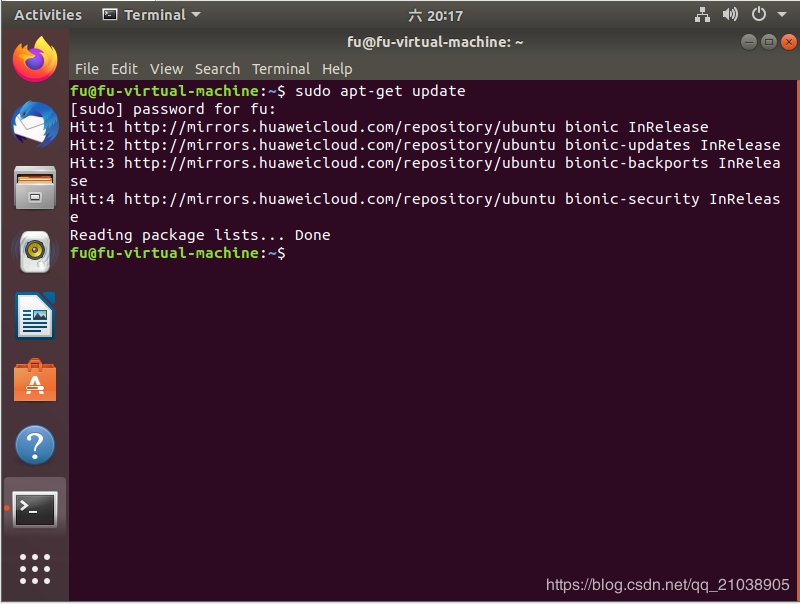 Activities Terminal 六 20:17
fu@fu-virtual-machine: ~
File Edit View Search Terminal Help
fu@fu-virtual-machine:~$ sudo apt-get update
[sudo] password for fu:
Hit:1 http://mirrors.huaweicloud.com/repository/ubuntu bionic InRelease
Hit:2 http://mirrors.huaweicloud.com/repository/ubuntu bionic-updates InRelease
Hit:3 http://mirrors.huaweicloud.com/repository/ubuntu bionic-backports InRelea
se
Hit:4 http://mirrors.huaweicloud.com/repository/ubuntu bionic-security InReleas
e
Reading package lists... Done
fu@fu-virtual-machine:~$
https://blog.csdn.net/qq_21038905